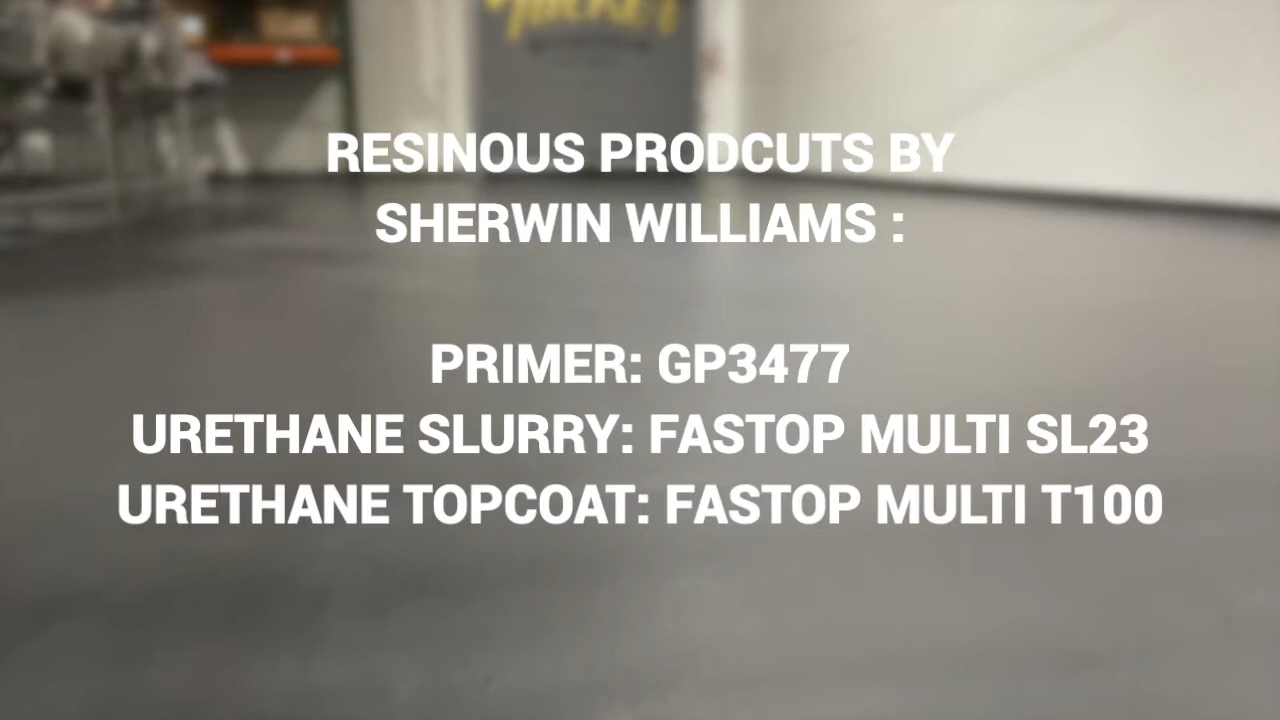 RESINOUS PRODCUTS BY
SHERWIN WILLIAMS :
PRIMER: GP3477
URETHANE SLURRY: FASTOP MULTI SL23
URETHANE TOPCOAT: FASTOP MULTI T100